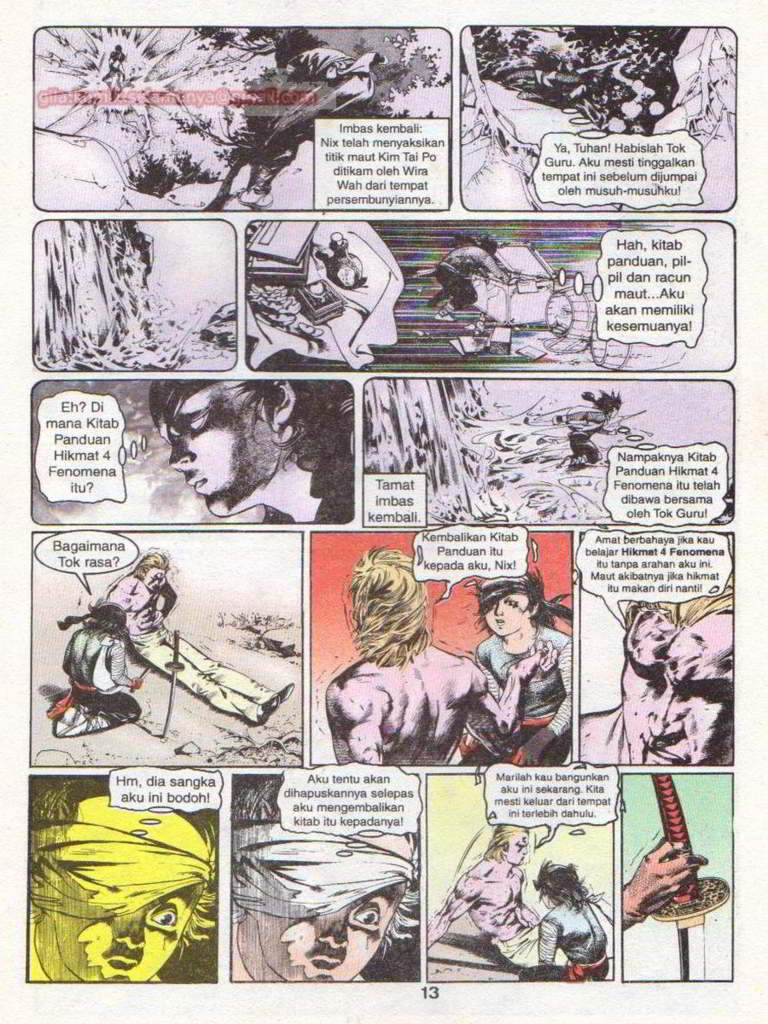 Imbas kembali:
Nix telah menyaksikan
titik maut Kim Tai Po
ditikam oleh Wira
Wah dari tempat
persembunyiannya.
Ya, Tuhan! Habislah Tok
Guru. Aku mesti tinggalkan
tempat ini sebelum dijumpai
oleh musuh-musuhku!
Hah, kitab
panduan, pil-
pil dan racun
maut...Aku
akan memiliki
kesemuanya!
Eh? Di
mana Kitab
Panduan
Hikmat 4
Fenomena
itu?
Tamat
imbas
kembali.
Nampaknya Kitab
Panduan Hikmat 4
Fenomena itu telah
dibawa bersama
oleh Tok Guru!
Bagaimana
Tok rasa?
Kembalikan Kitab
Panduan itu
kepada aku, Nix!
Amat berbahaya jika kau
belajar Hikmat 4 Fenomena
itu tanpa arahan aku ini.
Maut akibatnya jika hikmat
itu makan diri nanti!
Hm, dia sangka
aku ini bodoh!
Aku tentu akan
dihapuskannya selepas
aku mengembalikan
kitab itu kepadanya!
Marilah kau bangunkan
aku ini sekarang. Kita
mesti keluar dari tempat
ini terlebih dahulu.
13